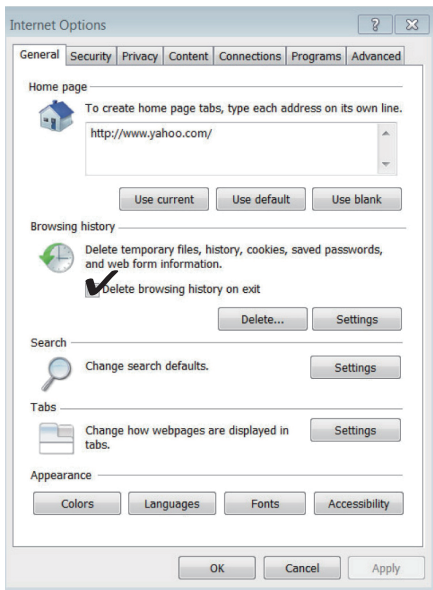 Internet Options
General Security Privacy Content Connections Programs Advanced
Home page
To create home page tabs, type each address on its own line.
http://www.yahoo.com/
Use current Use default Use blank
Browsing history
Delete temporary files, history, cookies, saved passwords,
and web form information.
Delete browsing history on exit
Delete... Settings
Search
Change search defaults.
Settings
Tabs
Change how webpages are displayed in
tabs.
Settings
Appearance
Colors Languages Fonts Accessibility
OK Cancel Apply